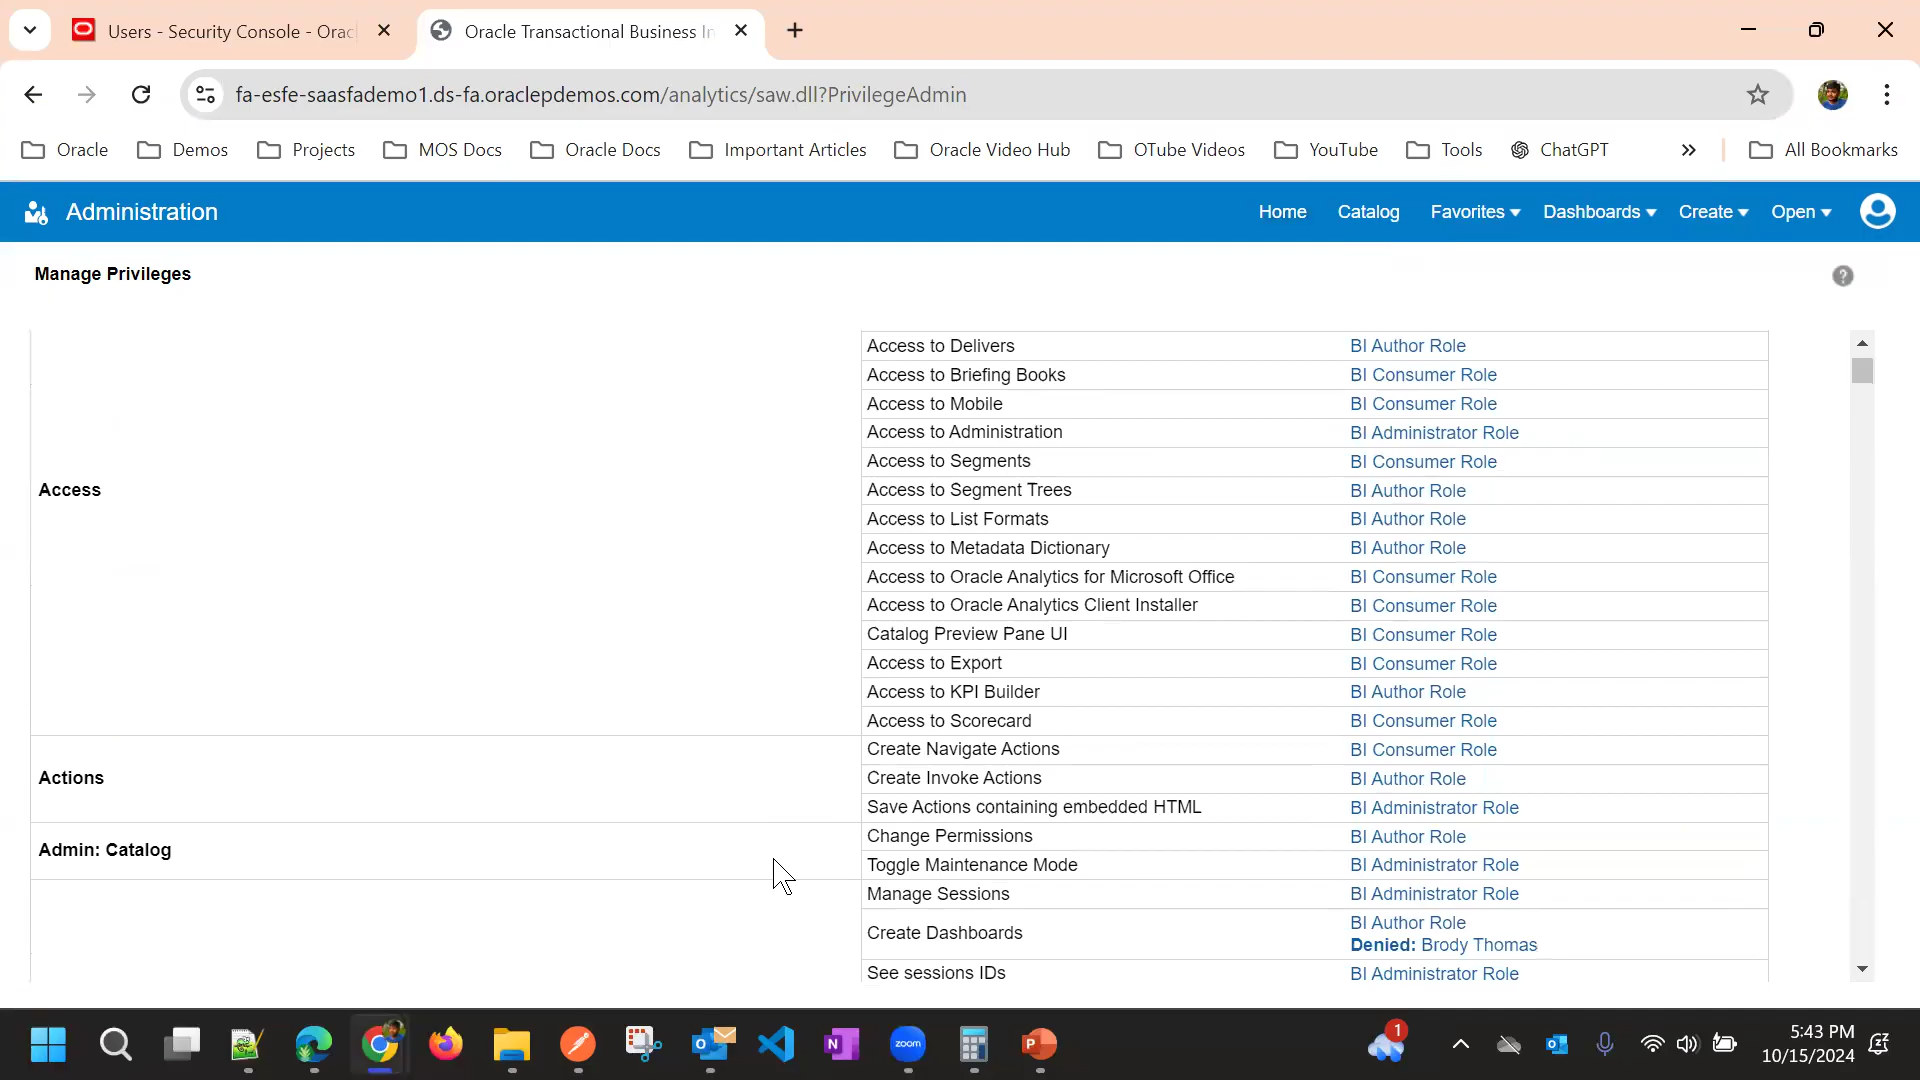 Users - Security Console - Orac
Oracle Transactional Business In
fa-esfe-saasfademo1.ds-fa.oraclepdemos.com/analytics/saw.dll?PrivilegeAdmin
Oracle Demos Projects MOS Docs Oracle Docs Important Articles Oracle Video Hub OTube Videos YouTube Tools ChatGPT » All Bookmarks
Administration
Home Catalog Favorites Dashboards Create Open
Manage Privileges
?
Access to Delivers BI Author Role
Access to Briefing Books BI Consumer Role
Access to Mobile BI Consumer Role
Access to Administration BI Administrator Role
Access to Segments BI Consumer Role
Access
Access to Segment Trees BI Author Role
Access to List Formats BI Author Role
Access to Metadata Dictionary BI Author Role
Access to Oracle Analytics for Microsoft Office BI Consumer Role
Access to Oracle Analytics Client Installer BI Consumer Role
Catalog Preview Pane UI BI Consumer Role
Access to Export BI Consumer Role
Access to KPI Builder BI Author Role
Access to Scorecard BI Consumer Role
Create Navigate Actions BI Consumer Role
Actions
Create Invoke Actions BI Author Role
Save Actions containing embedded HTML BI Administrator Role
Change Permissions BI Author Role
Admin: Catalog
Toggle Maintenance Mode BI Administrator Role
Manage Sessions BI Administrator Role
Create Dashboards BI Author Role
Denied: Brody Thomas
See sessions IDs BI Administrator Role
zoom
1
5:43 PM
10/15/2024